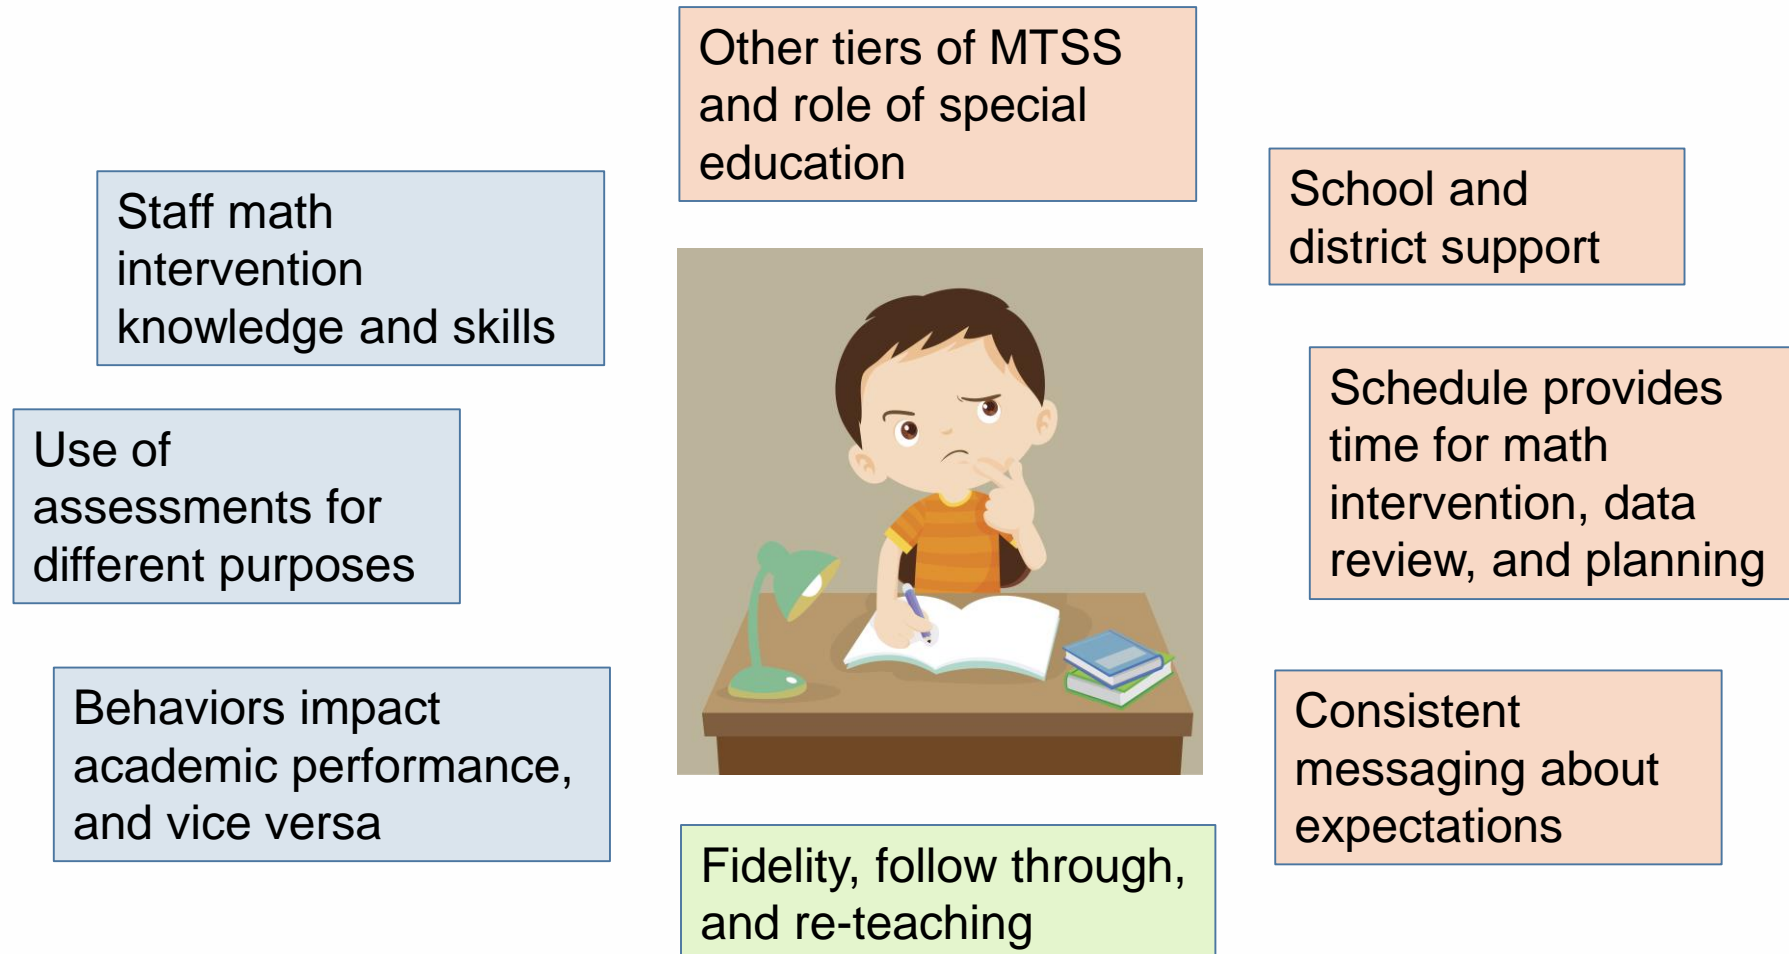 Other tiers of MTSS
and role of special
education
Staff math
intervention
knowledge and skills
School and
district support
Use of
assessments for
different purposes
Schedule provides
time for math
intervention, data
review, and planning
Behaviors impact
academic performance,
and vice versa
Consistent
messaging about
expectations
Fidelity, follow through,
and re-teaching